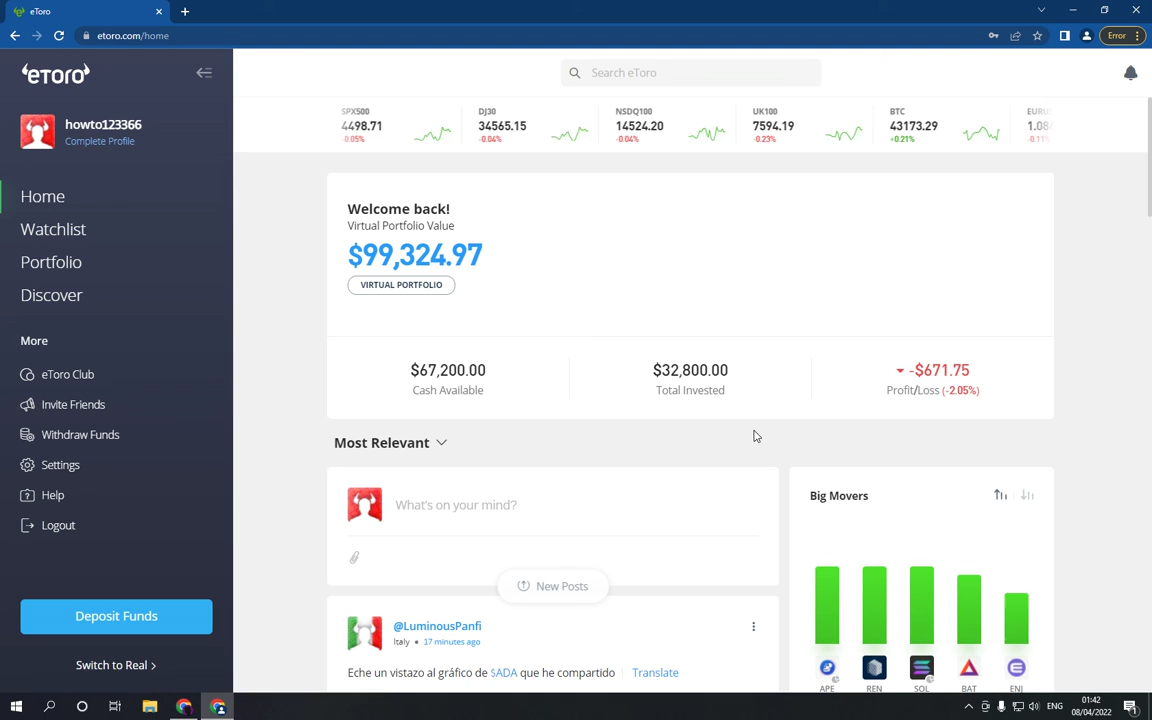 eToro
etoro.com/home
Error
eToro
Search eToro
howto123366
Complete Profile
SPX500
4498.71
-0.05%
DJ30
34565.15
-0.04%
NSDQ100
14524.20
-0.04%
UK100
7594.19
-0.23%
BTC
43173.29
+0.21%
Home
Watchlist
Portfolio
Discover
More
eToro Club
Invite Friends
Withdraw Funds
Settings
Help
Logout
Deposit Funds
Switch to Real >
Welcome back!
Virtual Portfolio Value
$99,324.97
VIRTUAL PORTFOLIO
$67,200.00
Cash Available
$32,800.00
Total Invested
-$671.75
Profit/Loss (-2.05%)
Most Relevant
What's on your mind?
New Posts
@LuminousPanfi
Italy • 17 minutes ago
Eche un vistazo al gráfico de $ADA que he compartido
Translate
Big Movers
APE
REN
SOL
BAT
ENJ
ENG
01:42
08/04/2022